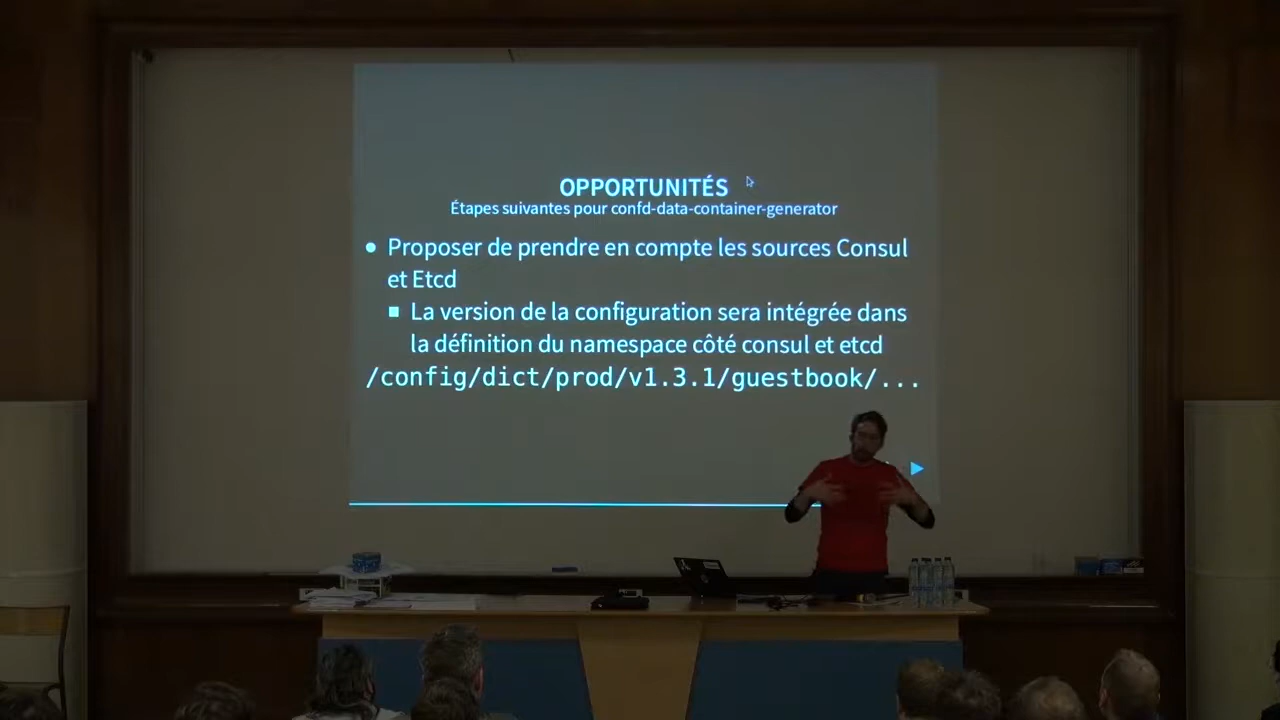 OPPORTUNITÉS
Étapes suivantes pour confd-data-container-generator
• Proposer de prendre en compte les sources Consul
et Etcd
▪ La version de la configuration sera intégrée dans
la définition du namespace côté consul et etcd
/config/dict/prod/v1.3.1/guestbook/...